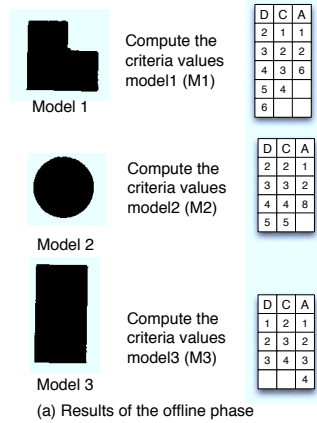 Compute the
criteria values
model1 (M1)
Model 1
D C A
2 1 1
3 2 2
4 3 6
5 4
6
Compute the
criteria values
model2 (M2)
Model 2
D C A
2 2 1
3 3 2
4 4 8
5 5
Compute the
criteria values
model3 (M3)
Model 3
D C A
1 2 1
2 3 2
3 4 3
4
(a) Results of the offline phase